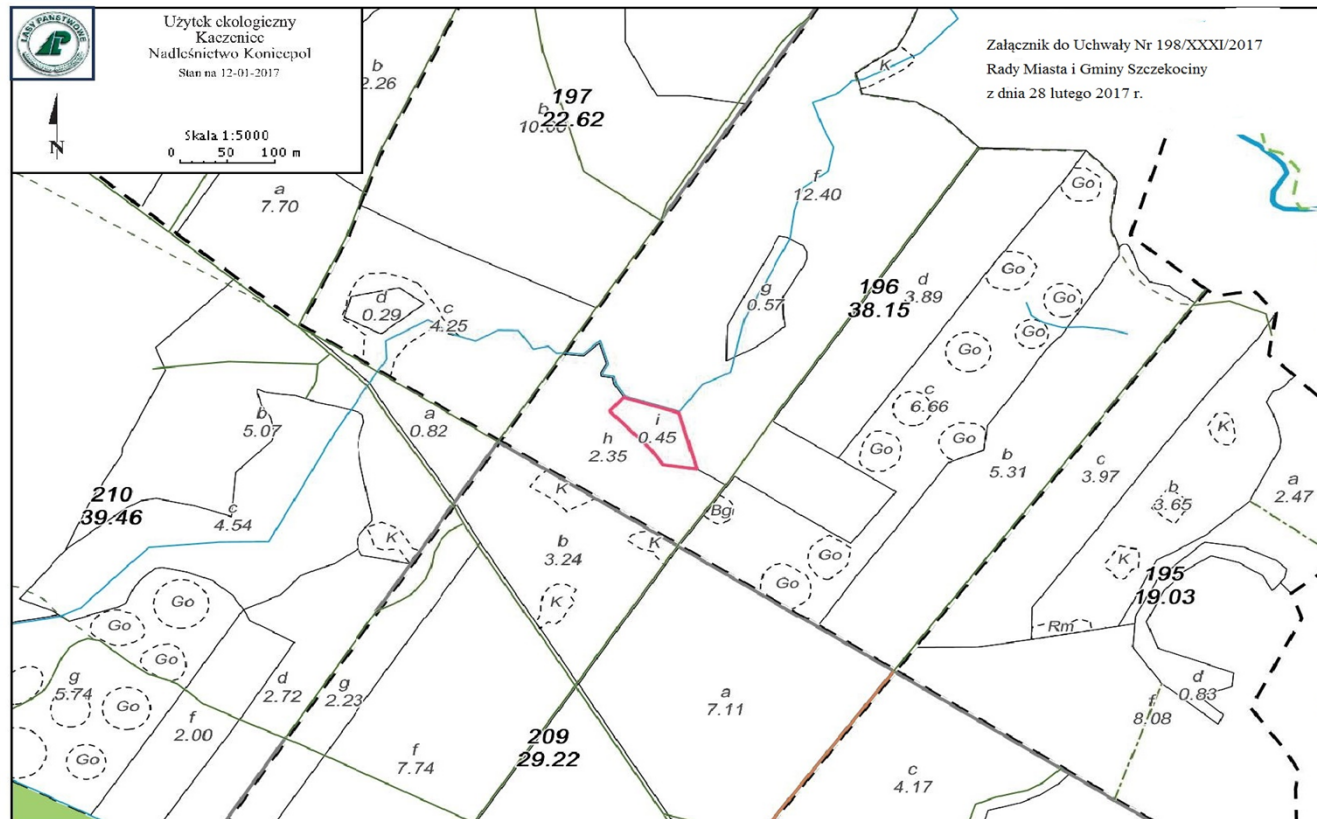 LASY PAŃSTWOWE
Użytek ekologiczny
Kaczeniec
Nadleśnictwo Koniecpol
Stan na 12-01-2017
N
Skala 1:5000
0 50 100 m
Załącznik do Uchwały Nr 198/XXXI/2017
Rady Miasta i Gminy Szczekociny
z dnia 28 lutego 2017 r.
b
2.26
b
197
22.62
K
a
7.70
f
12.40
Go
d
0.29
c
4.25
g
0.57
196
38.15
d
3.89
Go
Go
Go
Go
c
6.66
Go
Go
b
5.31
b
5.07
a
0.82
h
2.35
i
0.45
210
39.46
c
4.54
K
K
b
3.24
K
K
Bg
Go
Go
c
3.97
K
b
3.65
a
2.47
K
195
19.03
Rm
d
0.83
f
8.08
Go
Go
Go
g
5.74
Go
Go
f
2.00
d
2.72
g
2.23
f
7.74
209
29.22
a
7.11
c
4.17